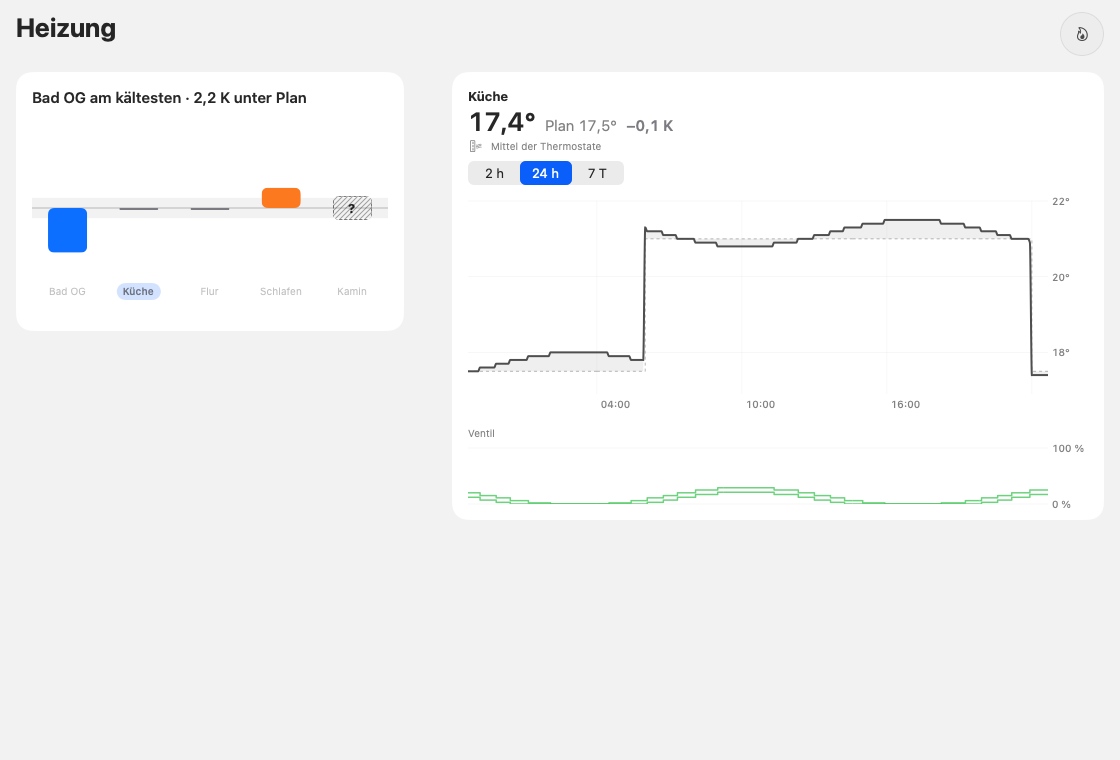 Heizung
Bad OG am kältesten · 2,2 K unter Plan
?
Bad OG Küche Flur Schlafen Kamin
Küche
17,4° Plan 17,5° −0,1 K
Mittel der Thermostate
2 h 24 h 7 T
22°
20°
18°
04:00 10:00 16:00
Ventil
100 %
0 %